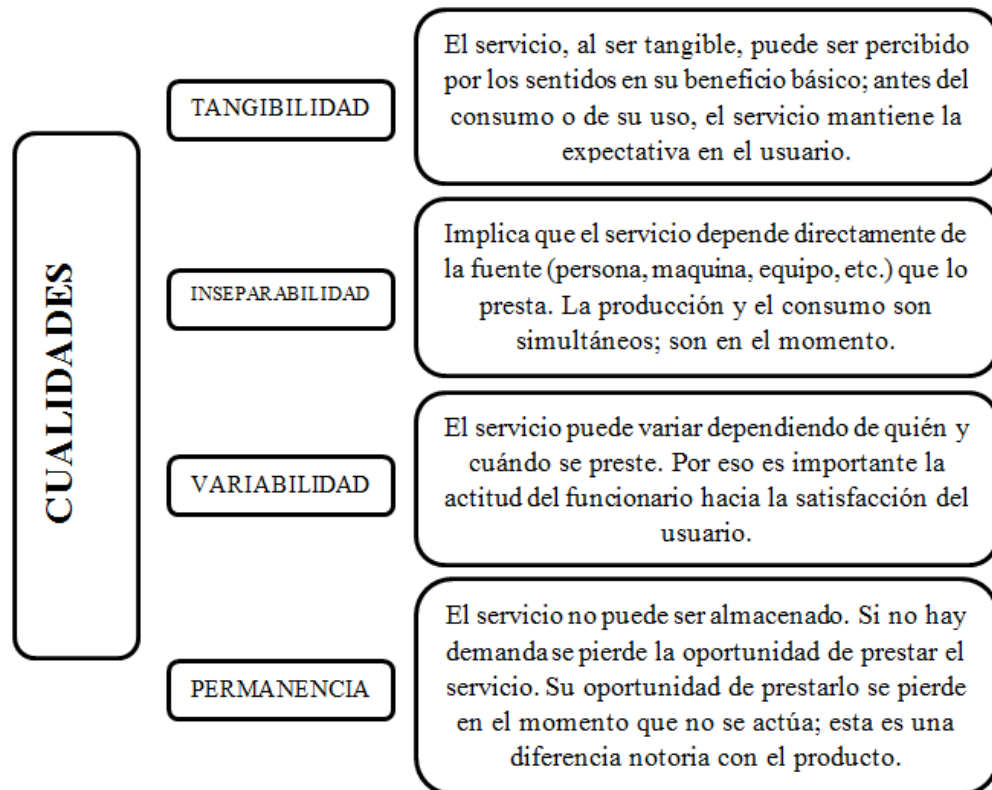 CUALIDADES
TANGIBILIDAD
El servicio, al ser tangible, puede ser percibido
por los sentidos en su beneficio básico; antes del
consumo o de su uso, el servicio mantiene la
expectativa en el usuario.
INSEPARABILIDAD
Implica que el servicio depende directamente de
la fuente (persona, maquina, equipo, etc.) que lo
presta. La producción y el consumo son
simultáneos; son en el momento.
VARIABILIDAD
El servicio puede variar dependiendo de quién y
cuándo se preste. Por eso es importante la
actitud del funcionario hacia la satisfacción del
usuario.
PERMANENCIA
El servicio no puede ser almacenado. Si no hay
demanda se pierde la oportunidad de prestar el
servicio. Su oportunidad de prestarlo se pierde
en el momento que no se actúa; esta es una
diferencia notoria con el producto.